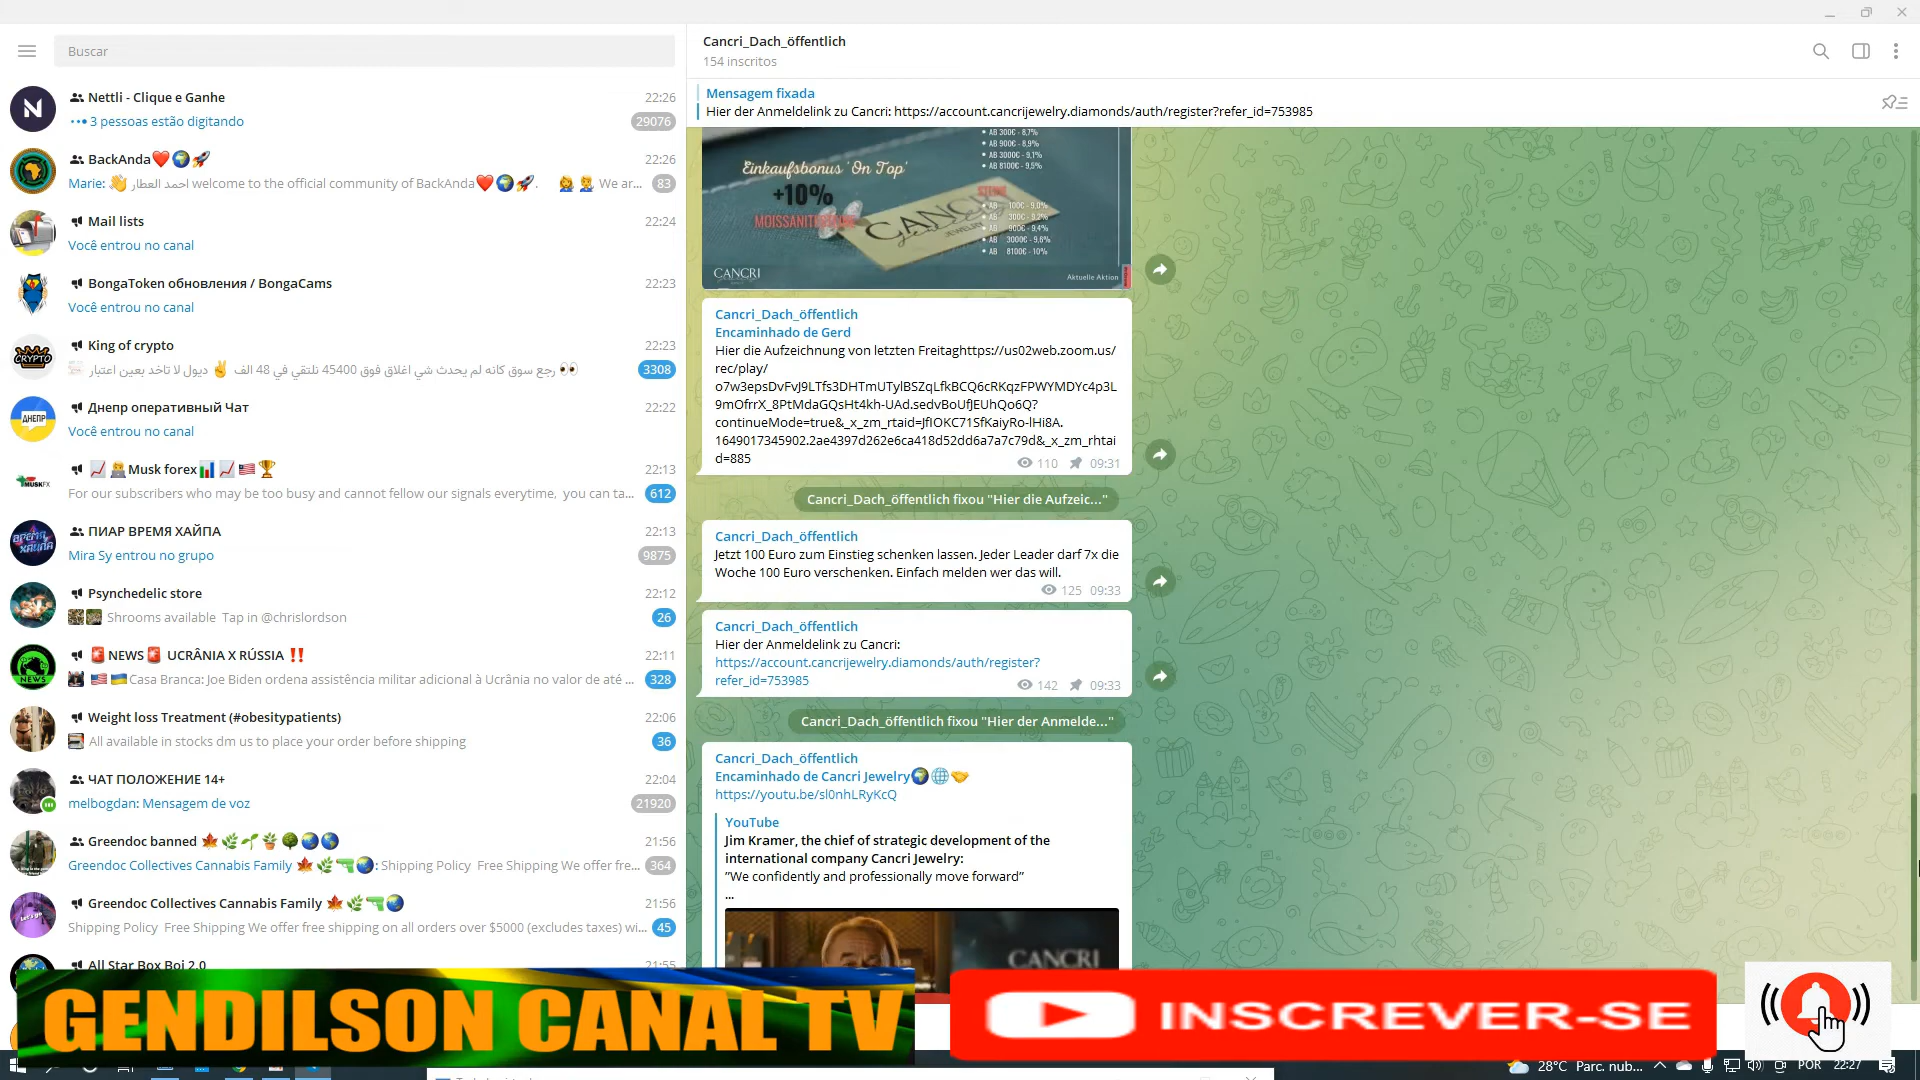 Buscar
Nettli - Clique e Ganhe
22:26
3 pessoas estão digitando
29076
BackAnda❤️🌍🚀
22:26
Marie: 👋 احمد العطار welcome to the official community of BackAnda❤️🌍🚀. 🙋 🙋‍♂️ We ar...
83
Mail lists
22:24
Você entrou no canal
BongaToken обновления / BongaCams
22:23
Você entrou no canal
CRYPTO
King of crypto
22:23
رجع سوق كانه لم يحدث شي اغلاق فوق 45400 نلتقي في 48 الف ✌️ ديول لا تاخد بعين اعتبار 👀
3308
ДНЕПР
Днепр оперативный Чат
22:22
Você entrou no canal
MUSKFX
📈👨‍💻Musk forex📊📈🇺🇸🏆
22:13
For our subscribers who may be too busy and cannot fellow our signals everytime, you can ta...
612
ВРЕМЯ ХАЙПА
ПИАР ВРЕМЯ ХАЙПА
22:13
Mira Sy entrou no grupo
9875
Psynchedelic store
22:12
Shrooms available Tap in @chrislordson
26
NEWS
🚨NEWS🚨 UCRÂNIA X RÚSSIA ‼️
22:11
🇺🇸🇺🇦Casa Branca: Joe Biden ordena assistência militar adicional à Ucrânia no valor de até ...
328
Weight loss Treatment (#obesitypatients)
22:06
All available in stocks dm us to place your order before shipping
36
ЧАТ ПОЛОЖЕНИЕ 14+
22:04
melbogdan: Mensagem de voz
21920
Greendoc banned 🍁🌿🌱🪴🌳🌍🌎
21:56
Greendoc Collectives Cannabis Family 🍁🌿🔫🌍: Shipping Policy Free Shipping We offer fre...
364
Let's go
Greendoc Collectives Cannabis Family 🍁🌿🔫🌍
21:56
Shipping Policy Free Shipping We offer free shipping on all orders over $5000 (excludes taxes) wi...
45
All Star Box Boi 2.0
21:55
Cancri_Dach_öffentlich
154 inscritos
Mensagem fixada
Hier der Anmeldelink zu Cancri: https://account.cancrijewelry.diamonds/auth/register?refer_id=753985
AB 300€ - 8,7%
AB 900€ - 8,9%
AB 3000€ - 9,1%
AB 8100€ - 9,5%
Einkaufsbonus 'On Top'
+10%
STEINE
AB 100€ - 9,0%
AB 300€ - 9,2%
AB 900€ - 9,4%
AB 3000€ - 9,6%
AB 8100€ - 10%
CANCRI
CANCRI
Aktuelle Aktion
Cancri_Dach_öffentlich
Encaminhado de Gerd
Hier die Aufzeichnung von letzten Freitaghttps://us02web.zoom.us/
rec/play/
o7w3epsDvFvJ9LTfs3DHTmUTylBSZqLfkBCQ6cRKqzFPWYMDYc4p3L
9mOfrrX_8PtMdaGQsHt4kh-UAd.sedvBoUfJEUhQo6Q?
continueMode=true&_x_zm_rtaid=JfIOKC71SfKaiyRo-lHi8A.
1649017345902.2ae4397d262e6ca418d52dd6a7a7c79d&_x_zm_rhtai
d=885
110 09:31
Cancri_Dach_öffentlich fixou "Hier die Aufzeic..."
Cancri_Dach_öffentlich
Jetzt 100 Euro zum Einstieg schenken lassen. Jeder Leader darf 7x die
Woche 100 Euro verschenken. Einfach melden wer das will.
125 09:33
Cancri_Dach_öffentlich
Hier der Anmeldelink zu Cancri:
https://account.cancrijewelry.diamonds/auth/register?
refer_id=753985
142 09:33
Cancri_Dach_öffentlich fixou "Hier der Anmelde..."
Cancri_Dach_öffentlich
Encaminhado de Cancri Jewelry🌍🌐🤝
https://youtu.be/sl0nhLRyKcQ
YouTube
Jim Kramer, the chief of strategic development of the
international company Cancri Jewelry:
"We confidently and professionally move forward"
...
CANCRI
GENDILSON CANAL TV
INSCREVER-SE
28°C Parc. nub...
POR
22:27